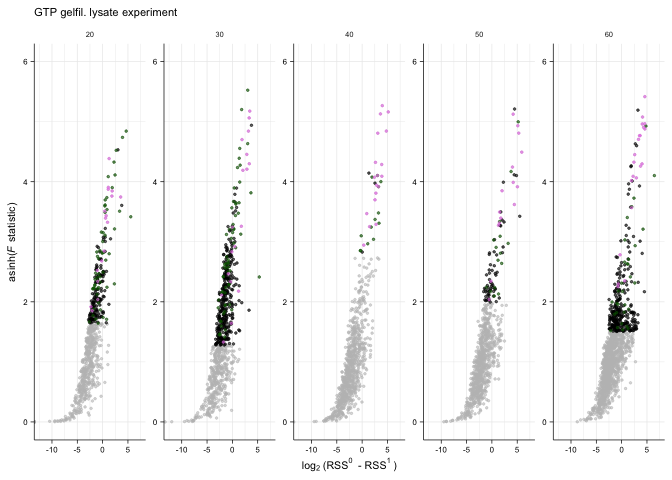 GTP gelfil. lysate experiment
20 30 40 50 60
6 6 6 6 6
4 4 4 4 4
2 2 2 2 2
0 0 0 0 0
-10 -5 0 5 -10 -5 0 5 -10 -5 0 5 -10 -5 0 5 -10 -5 0 5
asinh(F statistic)
log₂ (RSS⁰ - RSS¹)